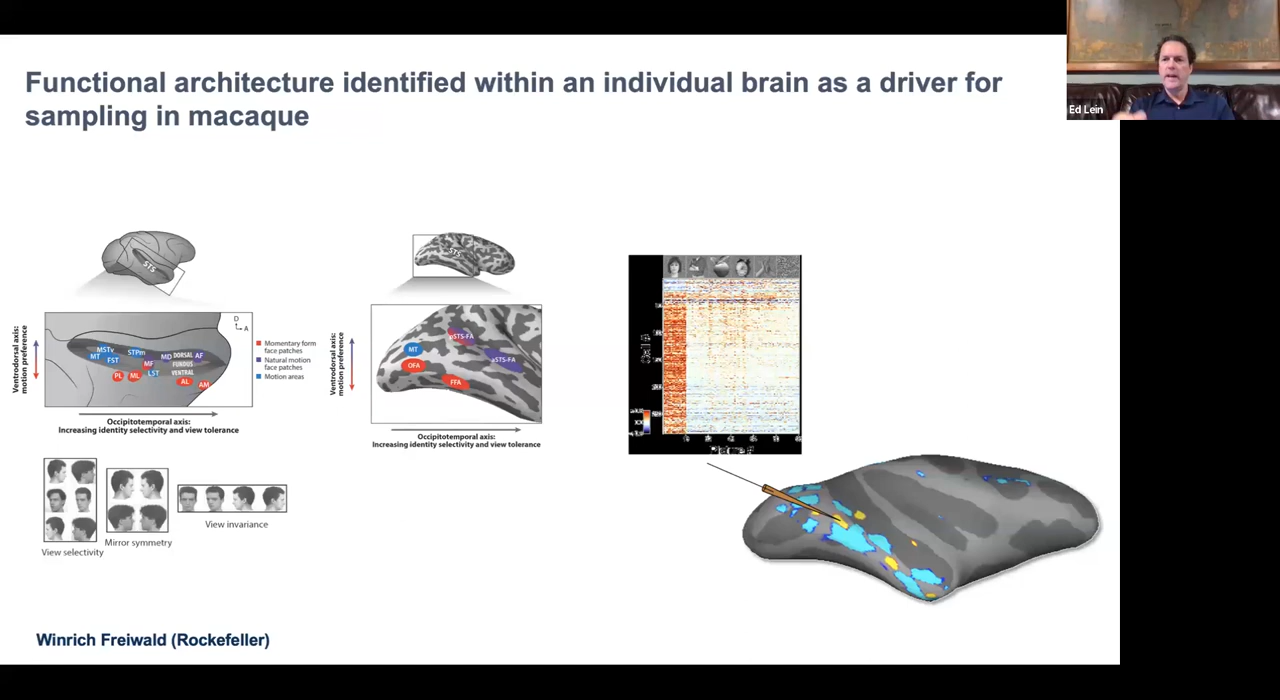 Functional architecture identified within an individual brain as a driver for
sampling in macaque
Ed Lein
STS
STS
D
A
Ventrodorsal axis:
motion preference
MSTv
MT
FST
STPm
MD
DORSAL
AF
MF
FUNDUS
LST
VENTRAL
PL
ML
AL
AM
Momentary form
face patches
Natural motion
face patches
Motion areas
Occipitotemporal axis:
Increasing identity selectivity and view tolerance
Ventrodorsal axis:
motion preference
pSTS-FA
MT
aSTS-FA
OFA
FFA
Occipitotemporal axis:
Increasing identity selectivity and view tolerance
View selectivity
Mirror symmetry
View invariance
Winrich Freiwald (Rockefeller)